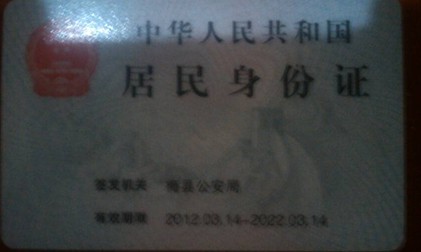 中华人民共和国
居民身份证
签发机关 梅县公安局
有效期限 2012.03.14-2022.03.14